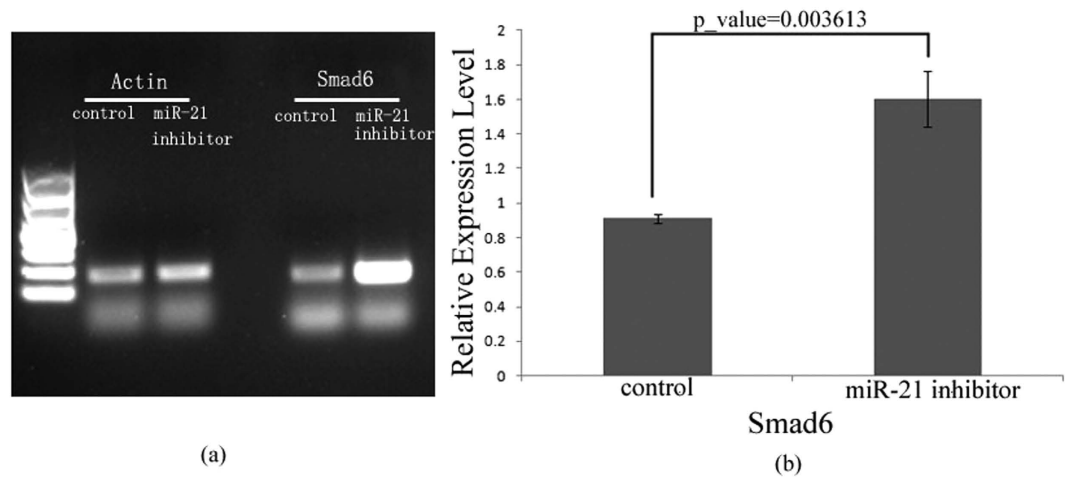 Actin
Smad6
control
miR-21
inhibitor
control
miR-21
inhibitor
(a)
p_value=0.003613
Relative Expression Level
2
1.8
1.6
1.4
1.2
1
0.8
0.6
0.4
0.2
0
control
miR-21 inhibitor
Smad6
(b)